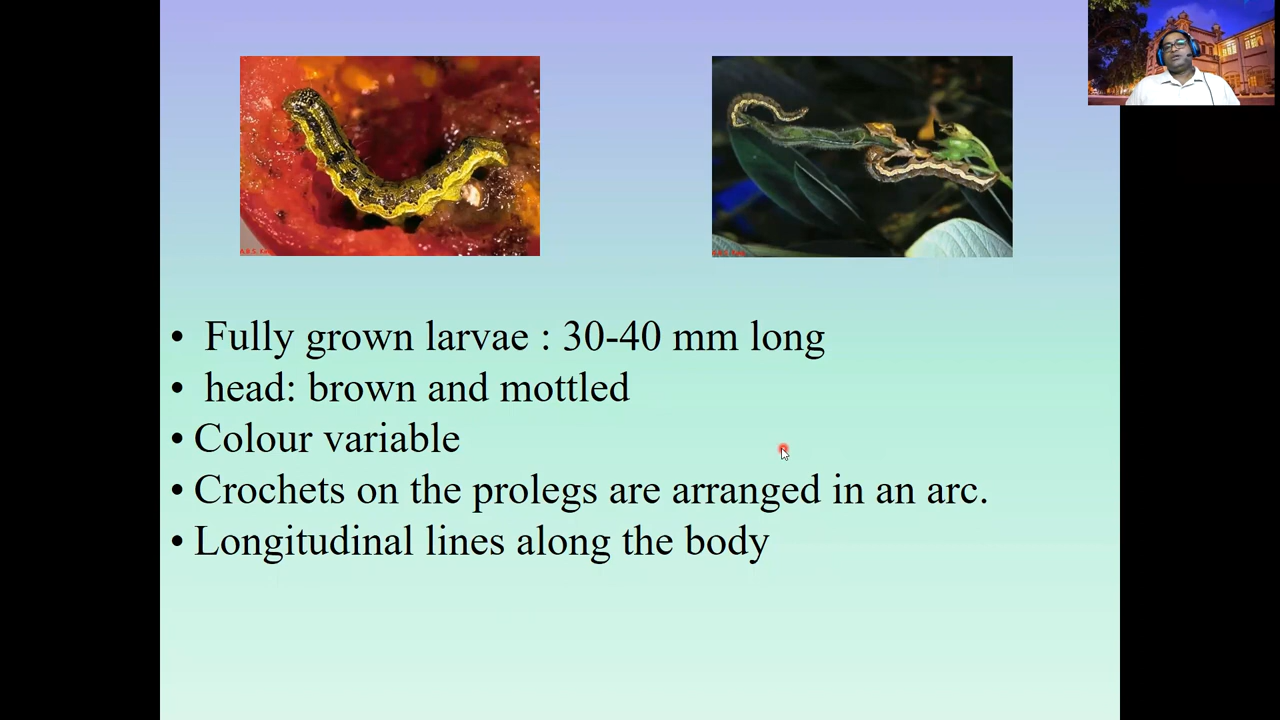 • Fully grown larvae : 30-40 mm long
• head: brown and mottled
• Colour variable
• Crochets on the prolegs are arranged in an arc.
• Longitudinal lines along the body